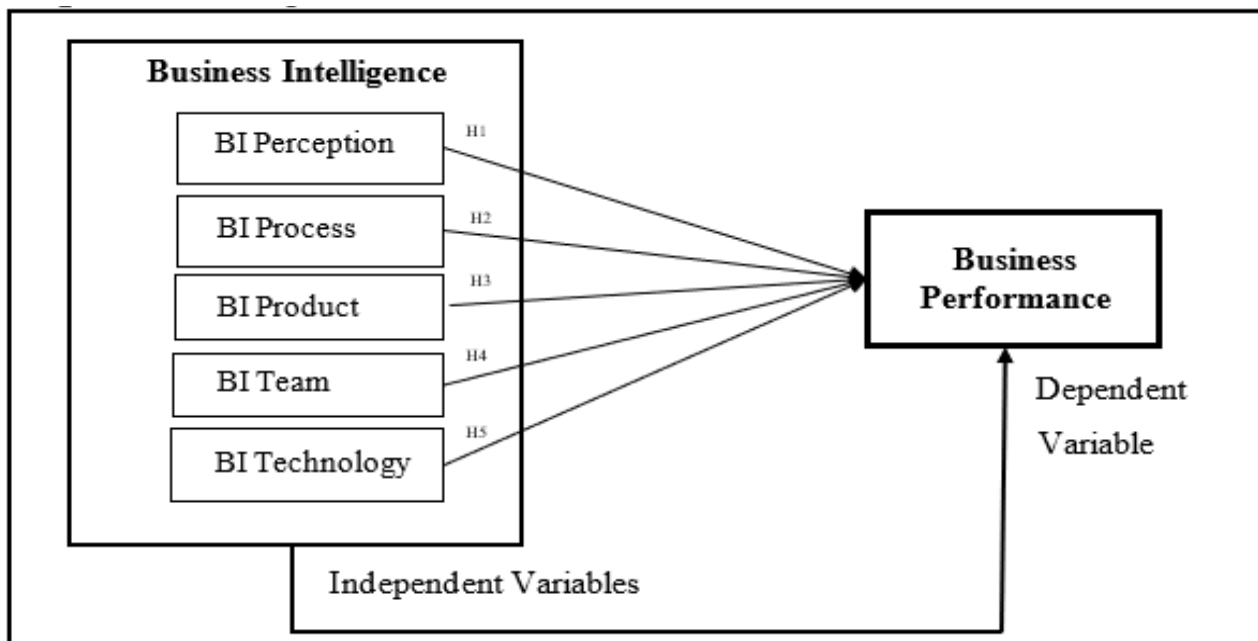 Business Intelligence
BI Perception
H1
BI Process
H2
BI Product
H3
BI Team
H4
BI Technology
H5
Business
Performance
Dependent
Variable
Independent Variables